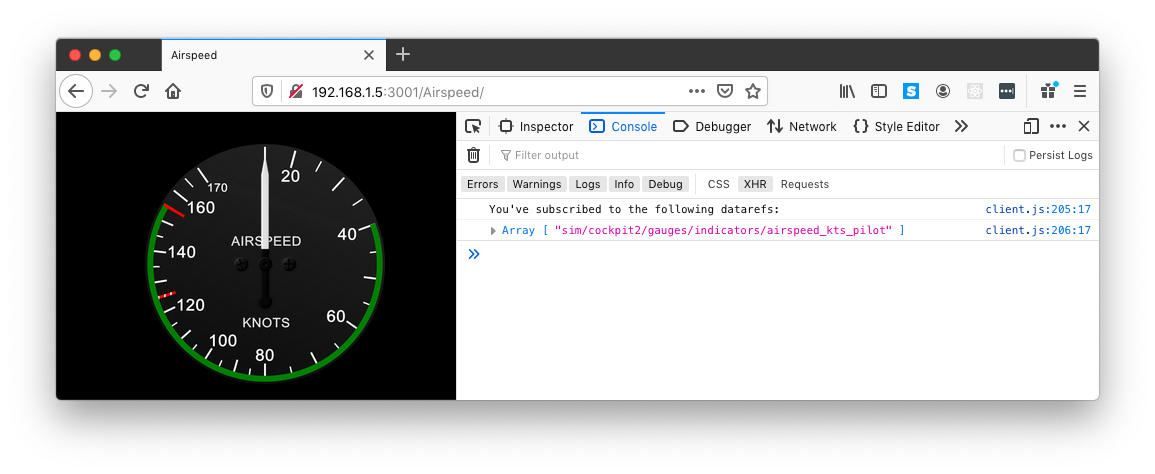 Airspeed
192.168.1.5:3001/Airspeed/
S
Inspector
Console
Debugger
Network
Style Editor
Filter output
Persist Logs
Errors
Warnings
Logs
Info
Debug
CSS
XHR
Requests
You've subscribed to the following datarefs:
client.js:205:17
Array [ "sim/cockpit2/gauges/indicators/airspeed_kts_pilot" ]
client.js:206:17
20
170
160
40
AIRSPEED
140
120
60
KNOTS
100
80